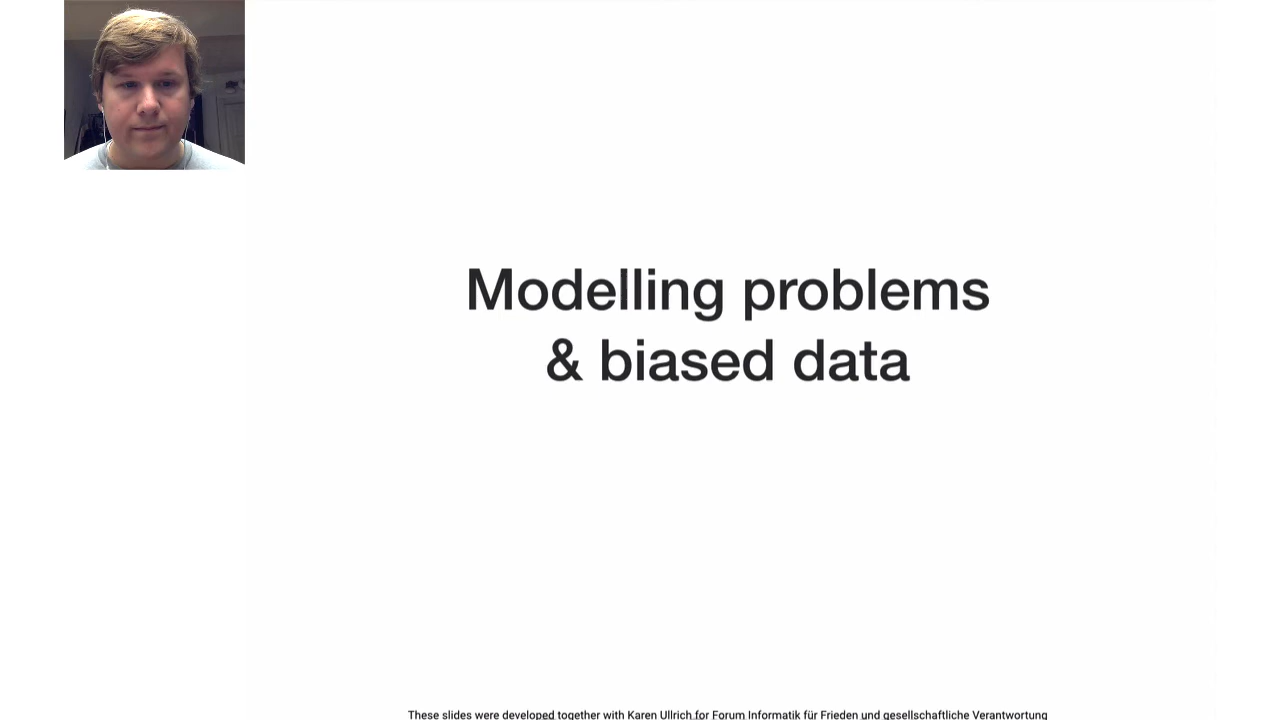 Modelling problems
& biased data
These slides were developed together with Karen Ullrich for Forum Informatik für Frieden und gesellschaftliche Verantwortung